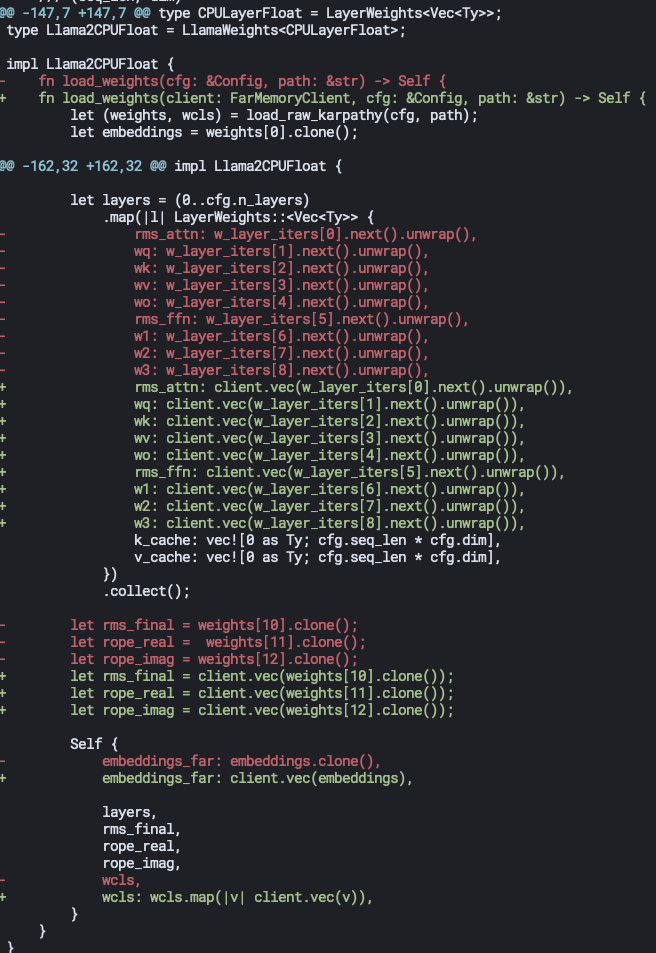 @@ -147,7 +147,7 @@ type CPULayerFloat = LayerWeights<Vec<Ty>>;
 type Llama2CPUFloat = LlamaWeights<CPULayerFloat>;

 impl Llama2CPUFloat {
-    fn load_weights(cfg: &Config, path: &str) -> Self {
+    fn load_weights(client: FarMemoryClient, cfg: &Config, path: &str) -> Self {
         let (weights, wcls) = load_raw_karpathy(cfg, path);
         let embeddings = weights[0].clone();

@@ -162,32 +162,32 @@ impl Llama2CPUFloat {

         let layers = (0..cfg.n_layers)
             .map(|l| LayerWeights::<Vec<Ty>> {
-                rms_attn: w_layer_iters[0].next().unwrap(),
-                wq: w_layer_iters[1].next().unwrap(),
-                wk: w_layer_iters[2].next().unwrap(),
-                wv: w_layer_iters[3].next().unwrap(),
-                wo: w_layer_iters[4].next().unwrap(),
-                rms_ffn: w_layer_iters[5].next().unwrap(),
-                w1: w_layer_iters[6].next().unwrap(),
-                w2: w_layer_iters[7].next().unwrap(),
-                w3: w_layer_iters[8].next().unwrap(),
+                rms_attn: client.vec(w_layer_iters[0].next().unwrap()),
+                wq: client.vec(w_layer_iters[1].next().unwrap()),
+                wk: client.vec(w_layer_iters[2].next().unwrap()),
+                wv: client.vec(w_layer_iters[3].next().unwrap()),
+                wo: client.vec(w_layer_iters[4].next().unwrap()),
+                rms_ffn: client.vec(w_layer_iters[5].next().unwrap()),
+                w1: client.vec(w_layer_iters[6].next().unwrap()),
+                w2: client.vec(w_layer_iters[7].next().unwrap()),
+                w3: client.vec(w_layer_iters[8].next().unwrap()),
                 k_cache: vec![0 as Ty; cfg.seq_len * cfg.dim],
                 v_cache: vec![0 as Ty; cfg.seq_len * cfg.dim],
             })
             .collect();

-        let rms_final = weights[10].clone();
-        let rope_real =  weights[11].clone();
-        let rope_imag = weights[12].clone();
+        let rms_final = client.vec(weights[10].clone());
+        let rope_real = client.vec(weights[11].clone());
+        let rope_imag = client.vec(weights[12].clone());

         Self {
-            embeddings_far: embeddings.clone(),
+            embeddings_far: client.vec(embeddings),

             layers,
             rms_final,
             rope_real,
             rope_imag,
-            wcls,
+            wcls: wcls.map(|v| client.vec(v)),
         }
     }
 }